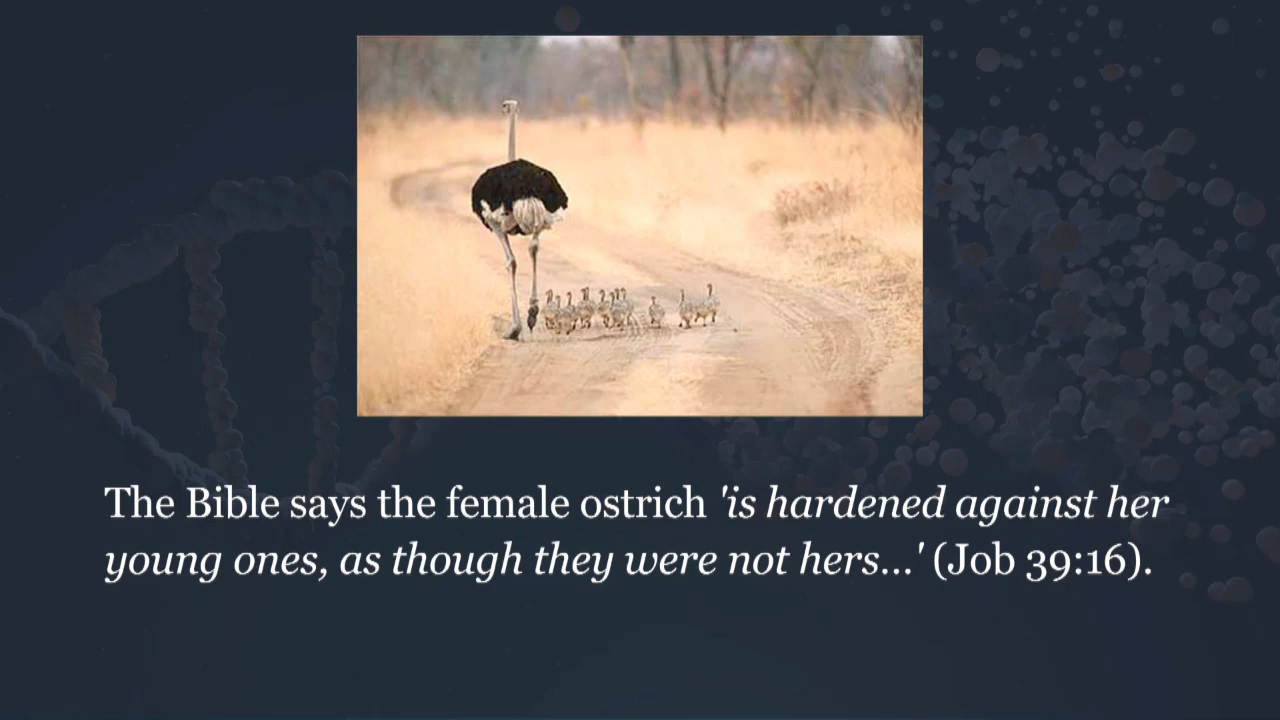 The Bible says the female ostrich 'is hardened against her
young ones, as though they were not hers...' (Job 39:16).